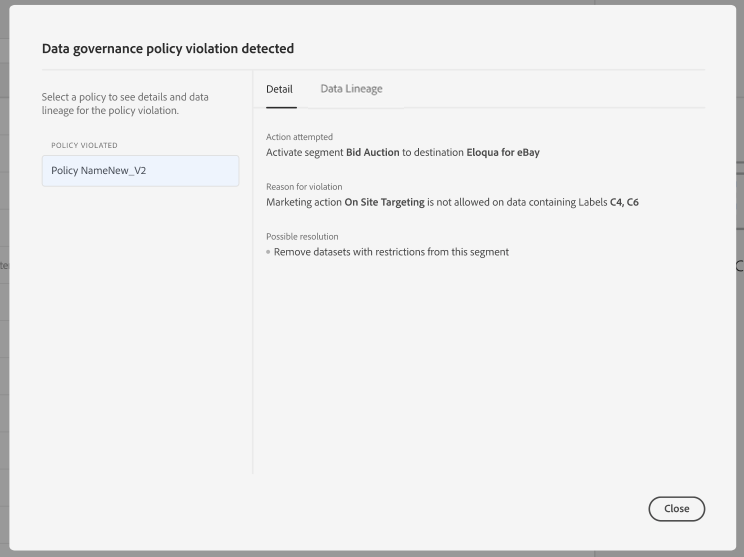 Data governance policy violation detected
Select a policy to see details and data
lineage for the policy violation.
POLICY VIOLATED
Policy NameNew_V2
Detail
Data Lineage
Action attempted
Activate segment Bid Auction to destination Eloqua for eBay
Reason for violation
Marketing action On Site Targeting is not allowed on data containing Labels C4, C6
Possible resolution
Remove datasets with restrictions from this segment
Close